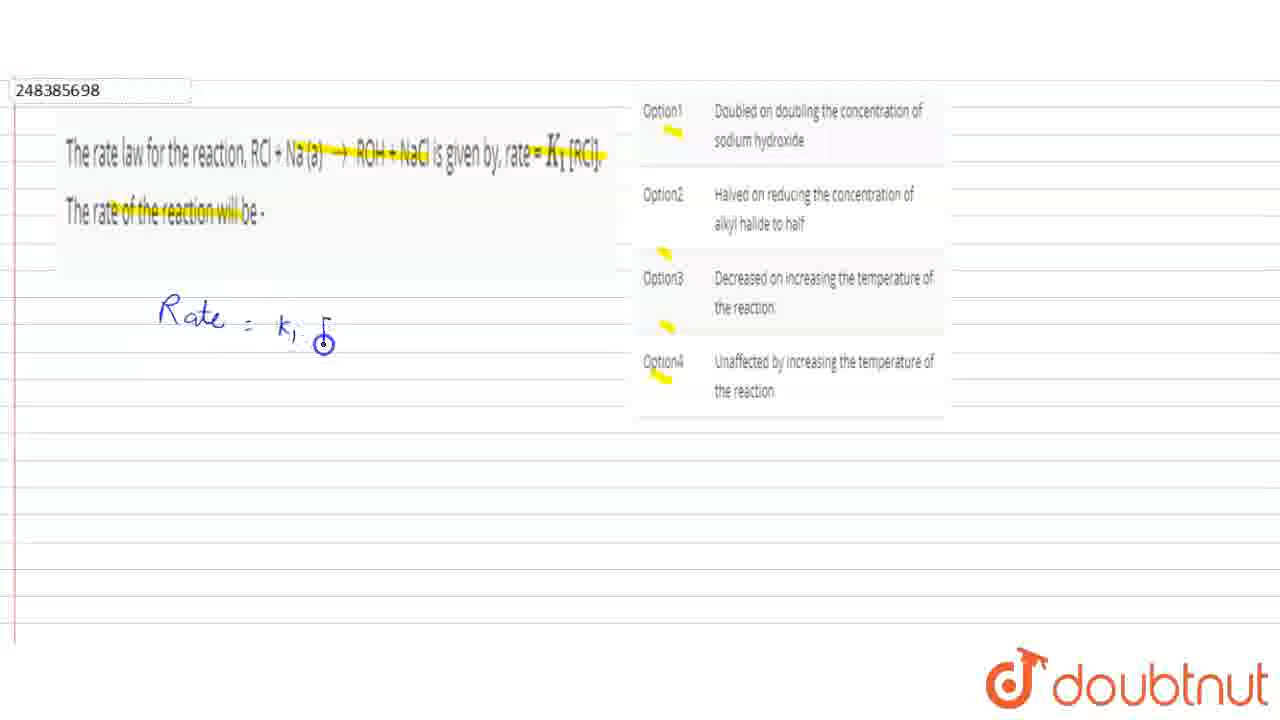 248385698
The rate law for the reaction, RCl + Na (a) → ROH + NaCl is given by, rate = K₁ [RCl].
The rate of the reaction will be -
Rate = k₁ [
Option1 Doubled on doubling the concentration of
sodium hydroxide
Option2 Halved on reducing the concentration of
alkyl halide to half
Option3 Decreased on increasing the temperature of
the reaction
Option4 Unaffected by increasing the temperature of
the reaction
doubtnut